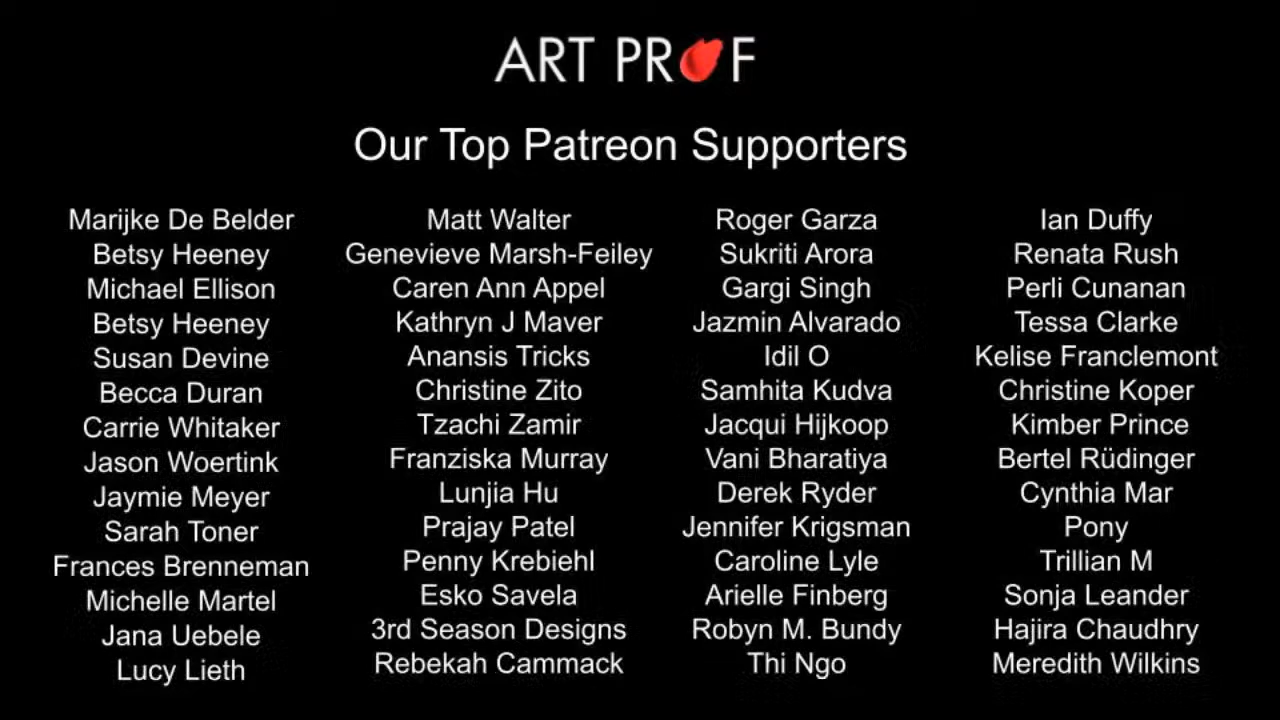 ART PROF
Our Top Patreon Supporters
Marijke De Belder
Betsy Heeney
Michael Ellison
Betsy Heeney
Susan Devine
Becca Duran
Carrie Whitaker
Jason Woertink
Jaymie Meyer
Sarah Toner
Frances Brenneman
Michelle Martel
Jana Uebele
Lucy Lieth
Matt Walter
Genevieve Marsh-Feiley
Caren Ann Appel
Kathryn J Maver
Anansis Tricks
Christine Zito
Tzachi Zamir
Franziska Murray
Lunjia Hu
Prajay Patel
Penny Krebiehl
Esko Savela
3rd Season Designs
Rebekah Cammack
Roger Garza
Sukriti Arora
Gargi Singh
Jazmin Alvarado
Idil O
Samhita Kudva
Jacqui Hijkoop
Vani Bharatiya
Derek Ryder
Jennifer Krigsman
Caroline Lyle
Arielle Finberg
Robyn M. Bundy
Thi Ngo
Ian Duffy
Renata Rush
Perli Cunanan
Tessa Clarke
Kelise Franclemont
Christine Koper
Kimber Prince
Bertel Rüdinger
Cynthia Mar
Pony
Trillian M
Sonja Leander
Hajira Chaudhry
Meredith Wilkins